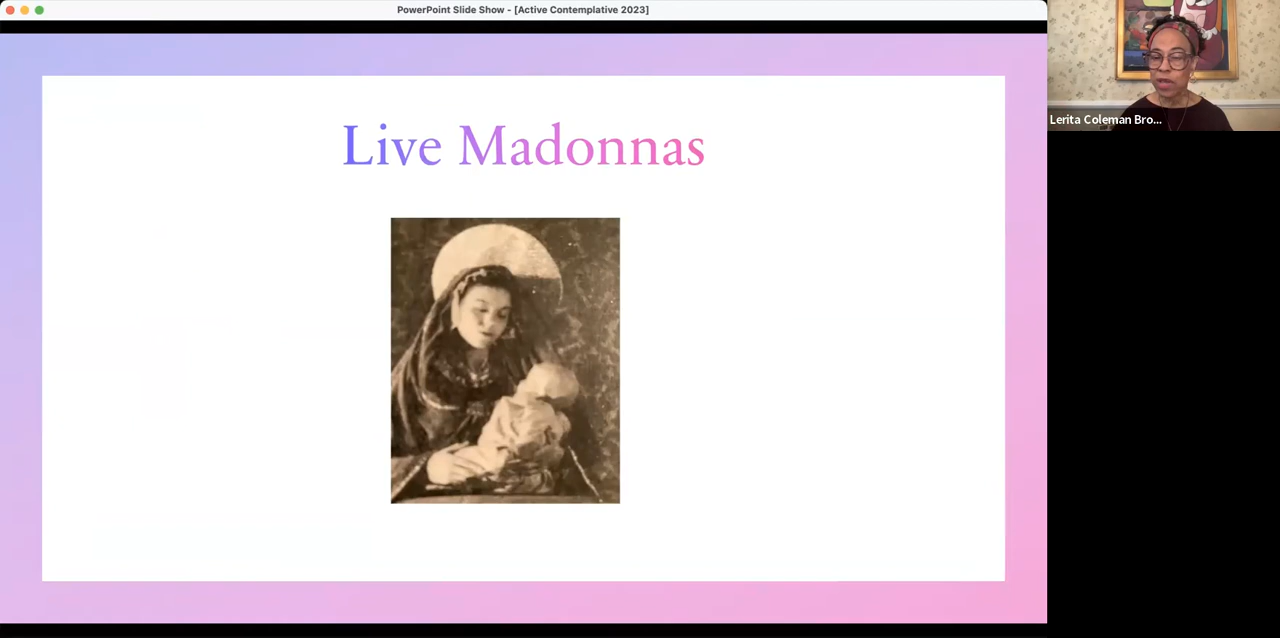 PowerPoint Slide Show - [Active Contemplative 2023]
Live Madonnas
Lerita Coleman Bro...